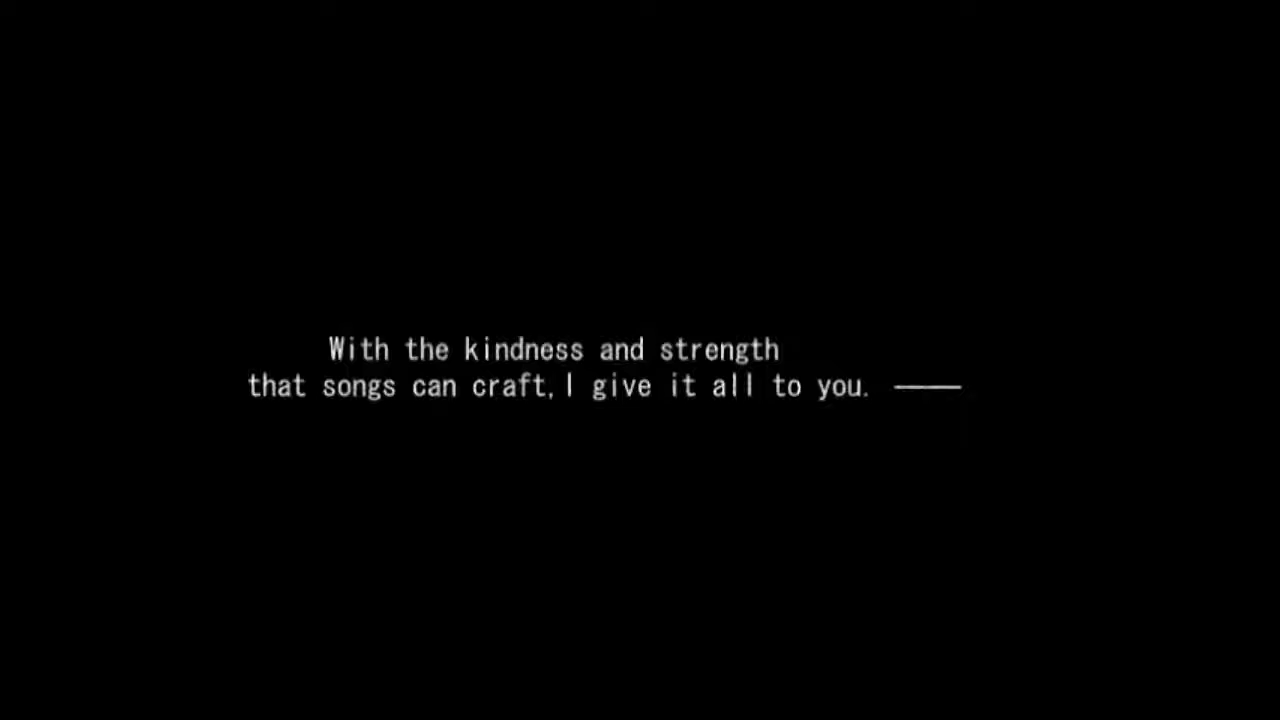 With the kindness and strength
that songs can craft,I give it all to you. ――